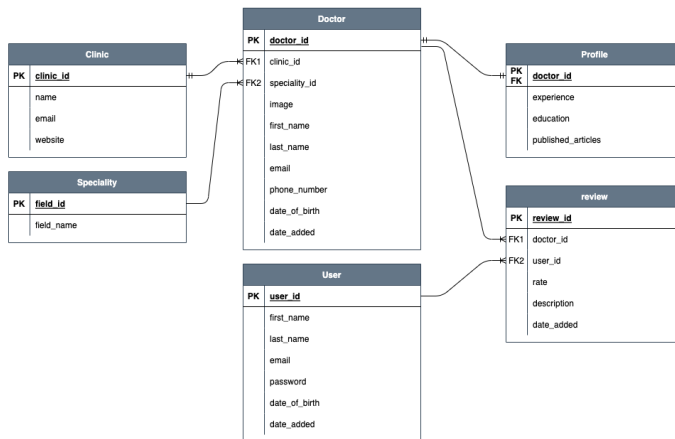 Doctor
PK doctor_id
FK1 clinic_id
FK2 speciality_id
image
first_name
last_name
email
phone_number
date_of_birth
date_added
Clinic
PK clinic_id
name
email
website
Speciality
PK field_id
field_name
User
PK user_id
first_name
last_name
email
password
date_of_birth
date_added
Profile
PK
FK doctor_id
experience
education
published_articles
review
PK review_id
FK1 doctor_id
FK2 user_id
rate
description
date_added